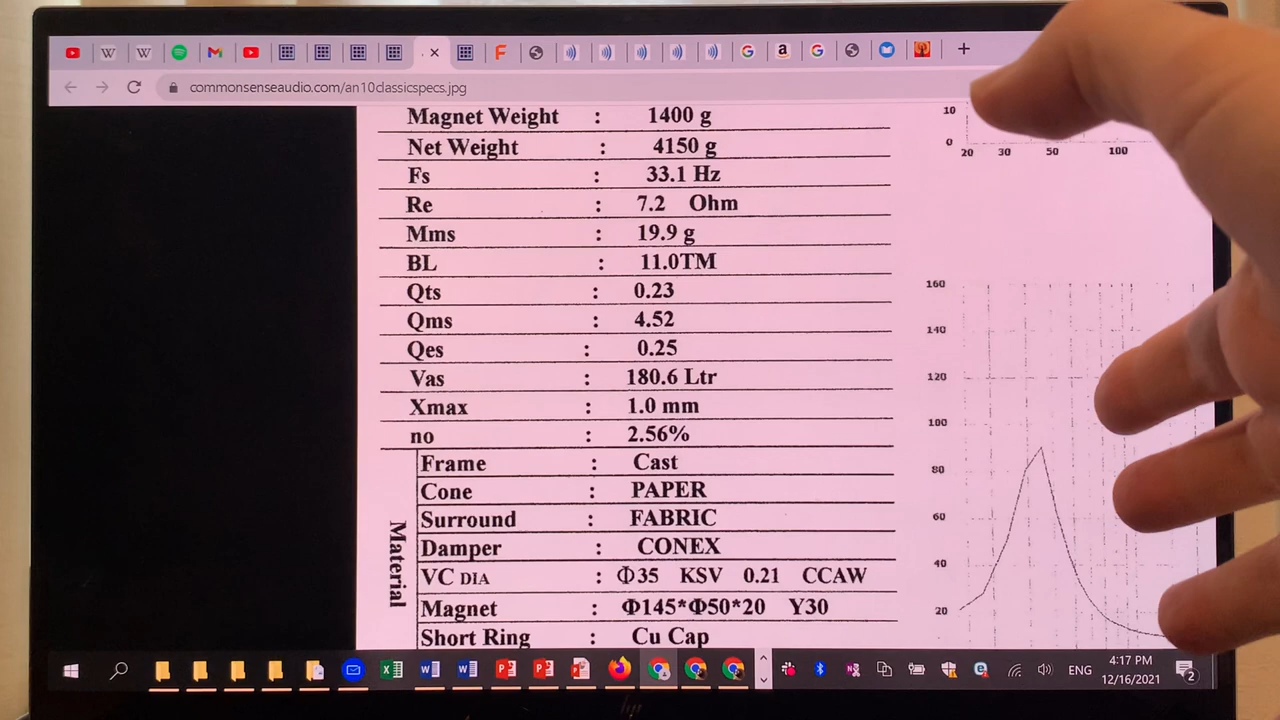 commonsenseaudio.com/an10classicspecs.jpg
Magnet Weight : 1400 g
Net Weight : 4150 g
Fs : 33.1 Hz
Re : 7.2 Ohm
Mms : 19.9 g
BL : 11.0TM
Qts : 0.23
Qms : 4.52
Qes : 0.25
Vas : 180.6 Ltr
Xmax : 1.0 mm
no : 2.56%
Material
Frame : Cast
Cone : PAPER
Surround : FABRIC
Damper : CONEX
VC DIA : Φ35 KSV 0.21 CCAW
Magnet : Φ145*Φ50*20 Y30
Short Ring : Cu Cap
10
0
20 30 50 100
160
140
120
100
80
60
40
20
ENG
4:17 PM
12/16/2021
2
hp